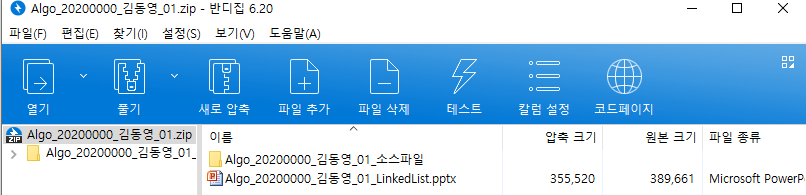 Algo_20200000_김동영_01.zip - 반디집 6.20
파일(F) 편집(E) 찾기(I) 설정(S) 보기(V) 도움말(A)
열기 풀기 새로 압축 파일 추가 파일 삭제 테스트 칼럼 설정 코드페이지
Algo_20200000_김동영_01.zip
Algo_20200000_김동영_01_
이름 압축 크기 원본 크기 파일 종류
Algo_20200000_김동영_01_소스파일
Algo_20200000_김동영_01_LinkedList.pptx 355,520 389,661 Microsoft PowerP